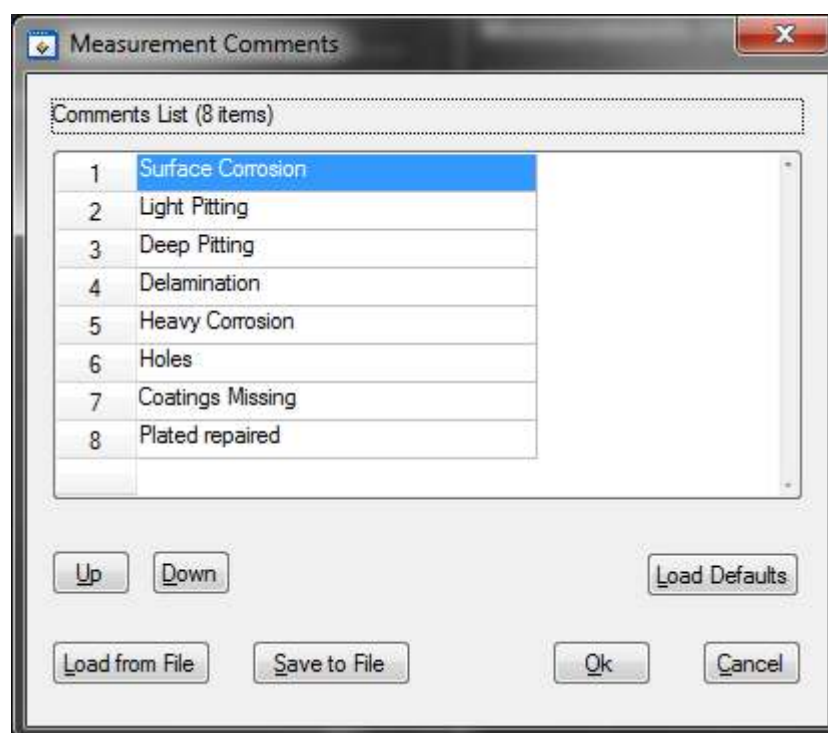 Measurement Comments
Comments List (8 items)
1 Surface Corrosion
2 Light Pitting
3 Deep Pitting
4 Delamination
5 Heavy Corrosion
6 Holes
7 Coatings Missing
8 Plated repaired
Up Down Load Defaults
Load from File Save to File Ok Cancel